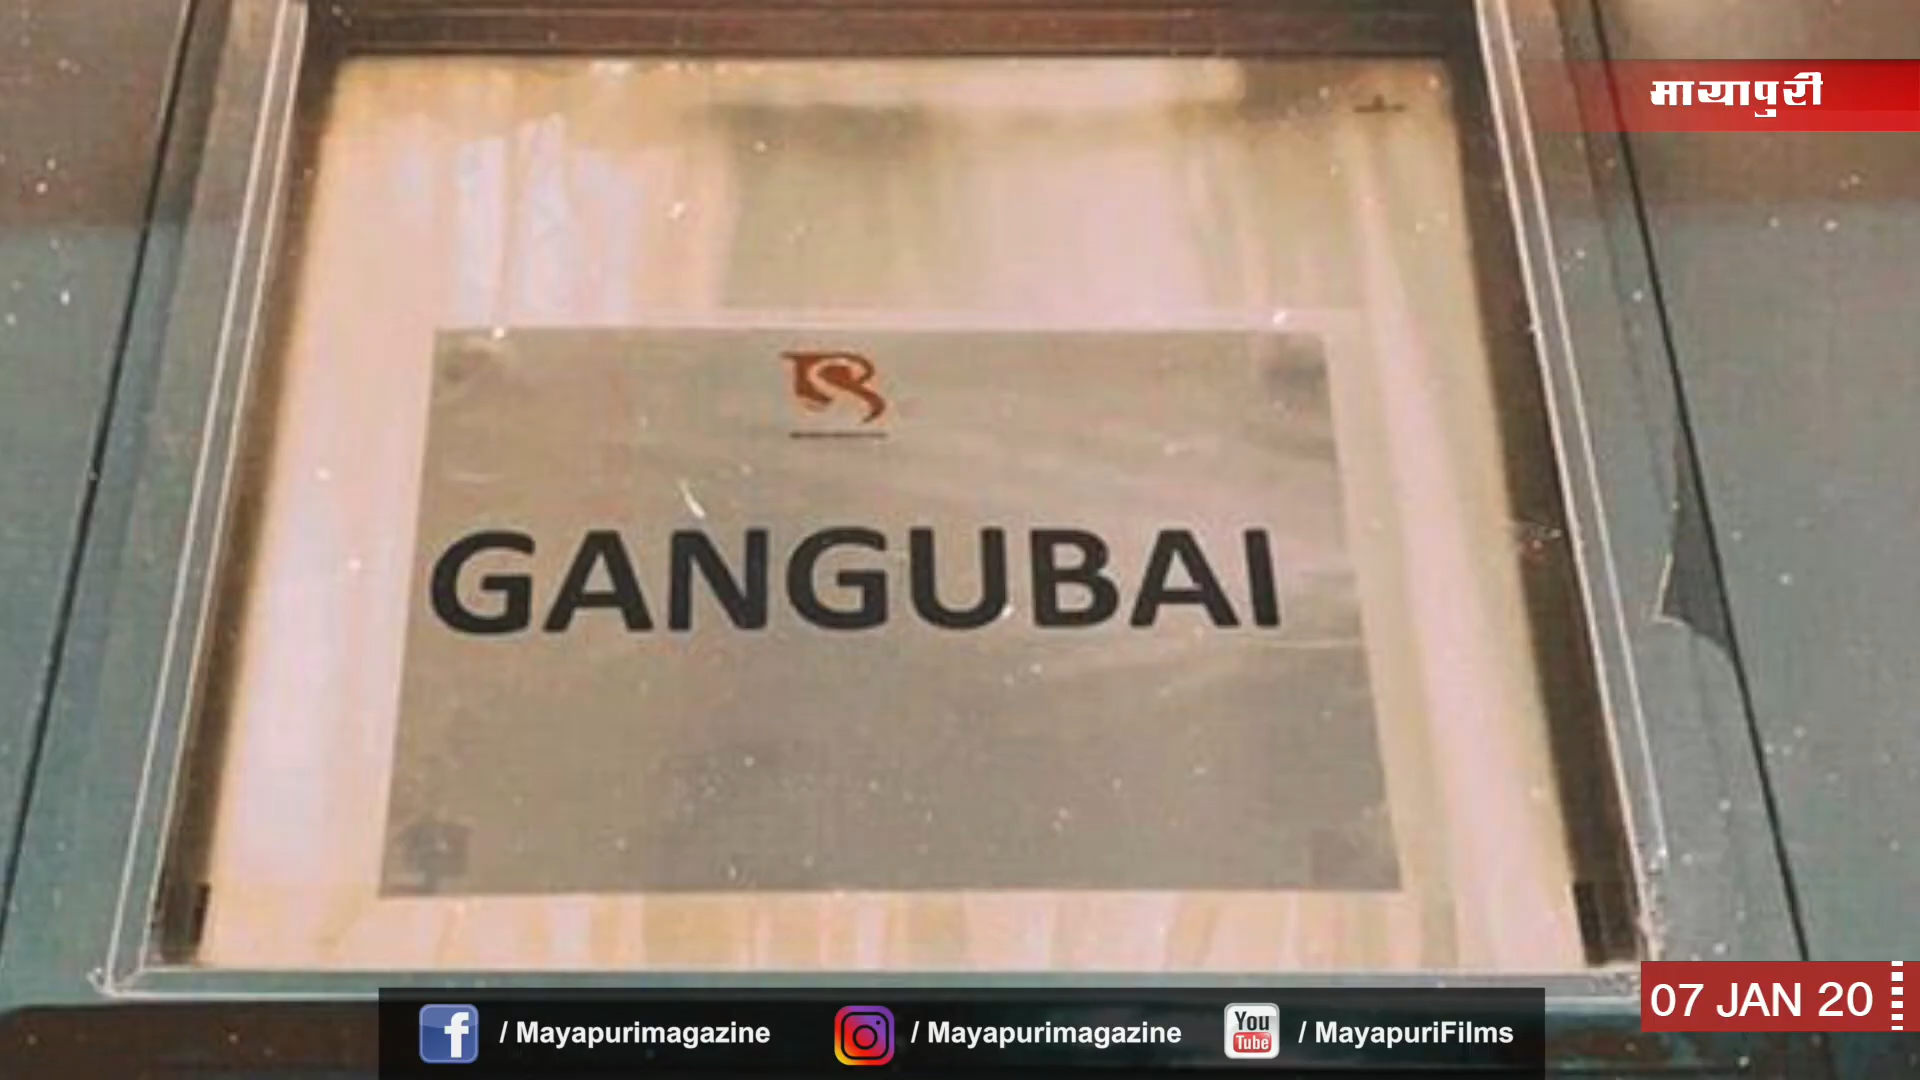 मायापुरी
GANGUBAI
/ Mayapurimagazine
/ Mayapurimagazine
You
Tube
/ MayapuriFilms
07 JAN 20